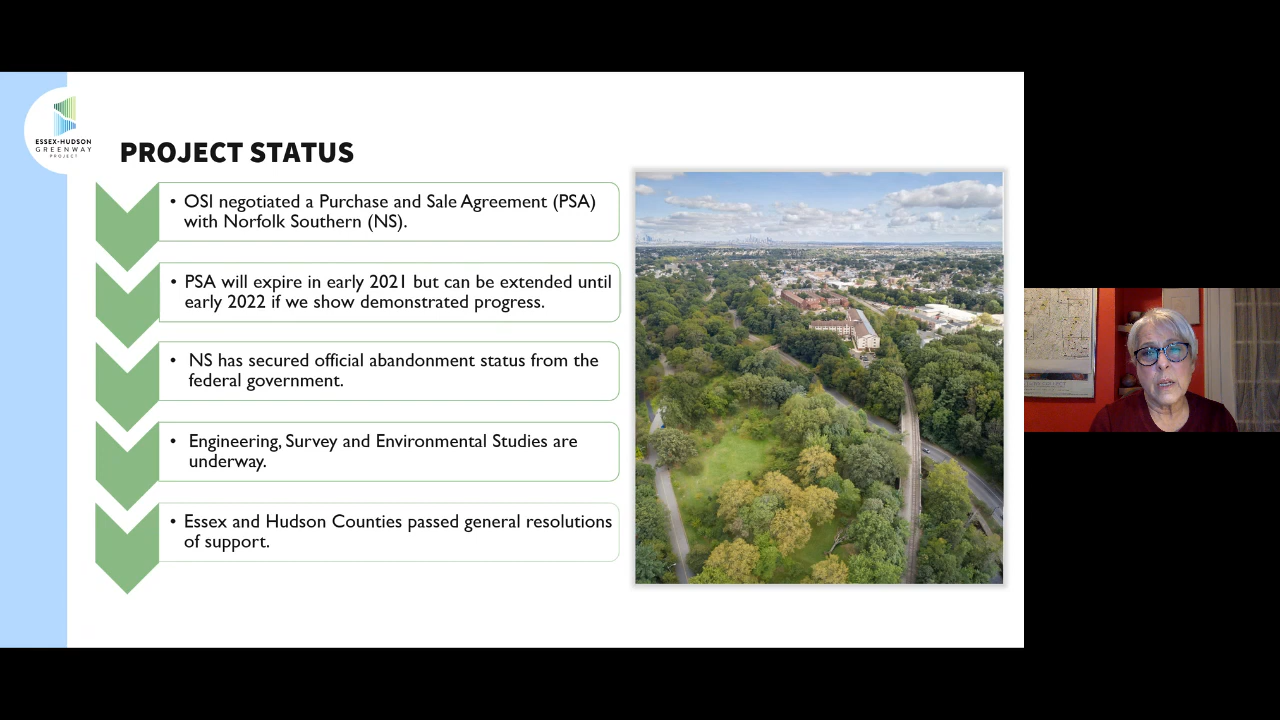 ESSEX-HUDSON
GREENWAY
PROJECT
PROJECT STATUS
• OSI negotiated a Purchase and Sale Agreement (PSA)
with Norfolk Southern (NS).
• PSA will expire in early 2021 but can be extended until
early 2022 if we show demonstrated progress.
• NS has secured official abandonment status from the
federal government.
• Engineering, Survey and Environmental Studies are
underway.
• Essex and Hudson Counties passed general resolutions
of support.